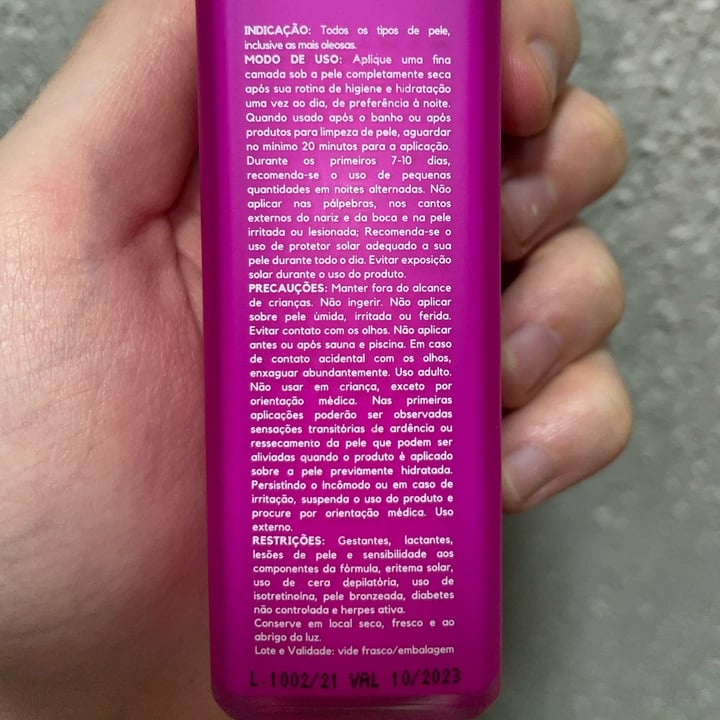 INDICAÇÃO: Todos os tipos de pele,
inclusive as mais oleosas.
MODO DE USO: Aplique uma fina
camada sob a pele completamente seca
após sua rotina de higiene e hidratação
uma vez ao dia, de preferência à noite.
Quando usado após o banho ou após
produtos para limpeza de pele, aguardar
no mínimo 20 minutos para a aplicação.
Durante os primeiros 7-10 dias,
recomenda-se o uso de pequenas
quantidades em noites alternadas. Não
aplicar nas pálpebras, nos cantos
externos do nariz e da boca e na pele
irritada ou lesionada; Recomenda-se o
uso de protetor solar adequado a sua
pele durante todo o dia. Evitar exposição
solar durante o uso do produto.
PRECAUÇÕES: Manter fora do alcance
de crianças. Não ingerir. Não aplicar
sobre pele úmida, irritada ou ferida.
Evitar contato com os olhos. Não aplicar
antes ou após sauna e piscina. Em caso
de contato acidental com os olhos,
enxaguar abundantemente. Uso adulto.
Não usar em criança, exceto por
orientação médica. Nas primeiras
aplicações poderão ser observadas
sensações transitórias de ardência ou
ressecamento da pele que podem ser
aliviadas quando o produto é aplicado
sobre a pele previamente hidratada.
Persistindo o incômodo ou em caso de
irritação, suspenda o uso do produto e
procure por orientação médica. Uso
externo.
RESTRIÇÕES: Gestantes, lactantes,
lesões de pele e sensibilidade aos
componentes da fórmula, eritema solar,
uso de cera depilatória, uso de
isotretinoína, pele bronzeada, diabetes
não controlada e herpes ativa.
Conserve em local seco, fresco e ao
abrigo da luz.
Lote e Validade: vide frasco/embalagem
L-1002/21 VAL 10/2023